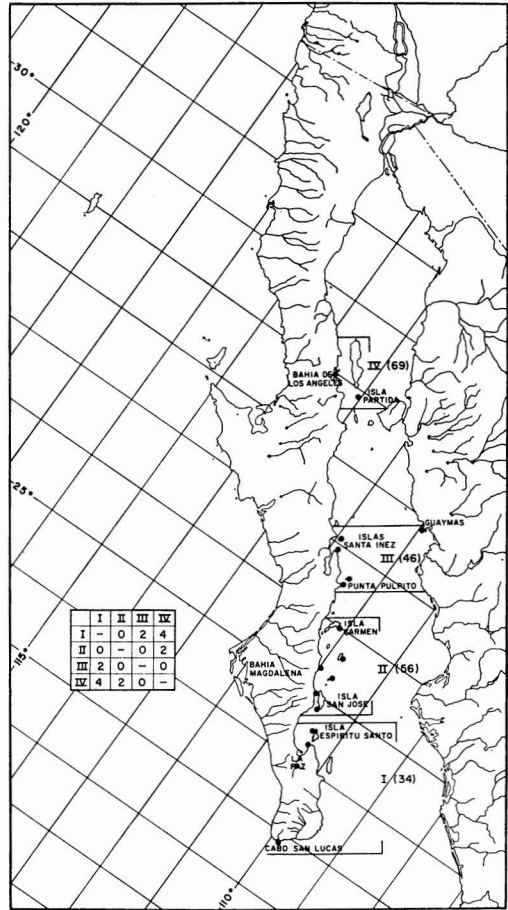 30°
120°
BAHIA DE
LOS ANGELES
IV (69)
ISLA
PARTIDA
25°
GUAYMAS
ISLAS
SANTA INEZ
III (46)
PUNTA PULPITO
I II III IV
I – 0 2 4
II 0 – 0 2
III 2 0 – 0
IV 4 2 0 –
ISLA
CARMEN
115°
BAHIA
MAGDALENA
II (56)
ISLA
SAN JOSE
ISLA
ESPIRITU SANTO
LA
PAZ
I (34)
CABO SAN LUCAS
110°